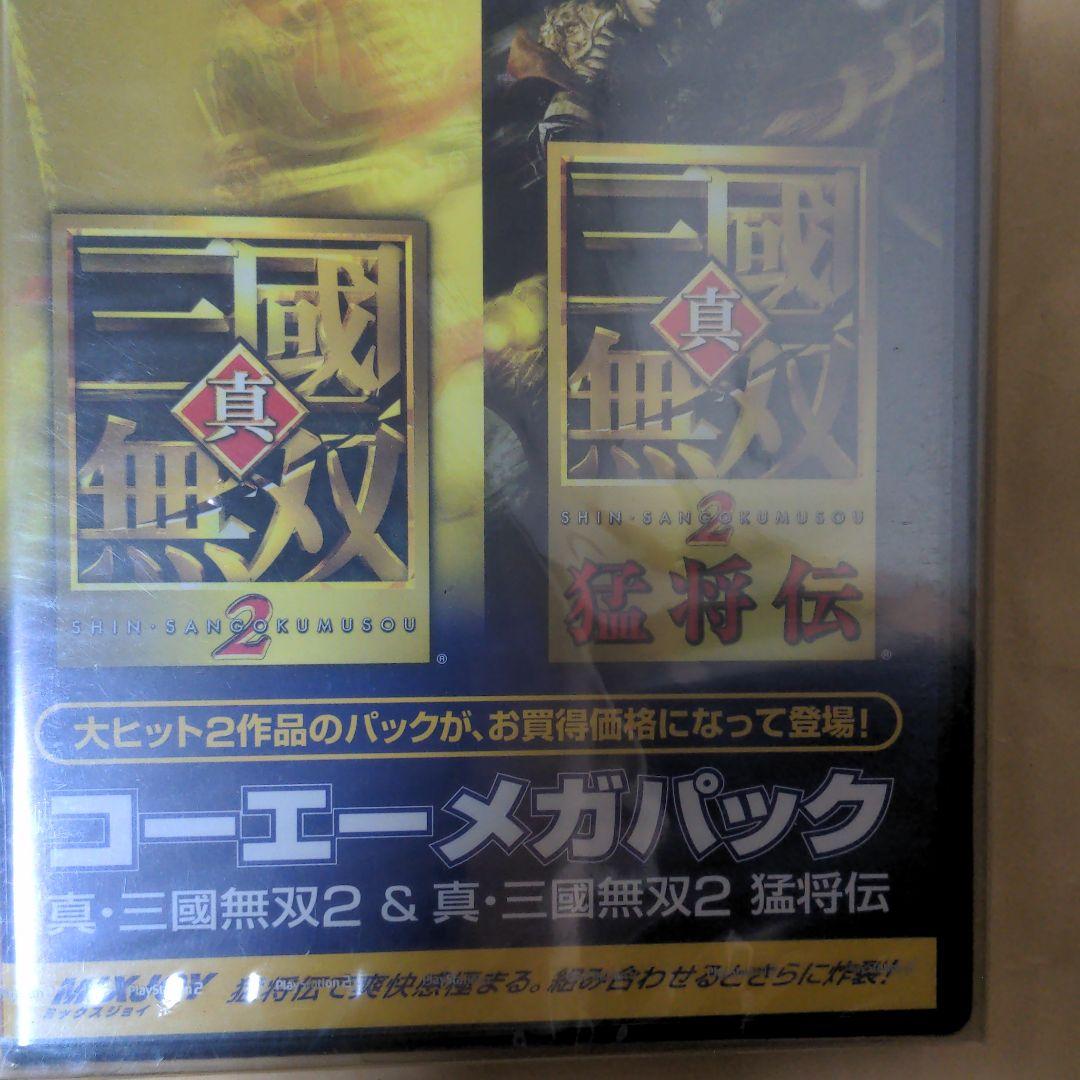 真
三國
無双
2
SHIN・SANGOKUMUSOU
®
真
三國
無双
2
SHIN・SANGOKUMUSOU
猛将伝
®
大ヒット2作品のパックが、お買得価格になって登場!
コーエーメガパック
真・三國無双2 & 真・三國無双2 猛将伝
MIXJOY
ミックスジョイ
猛将伝で爽快感極まる。組み合わせるとさらに炸裂!
PlayStation 2
PlayStation 2